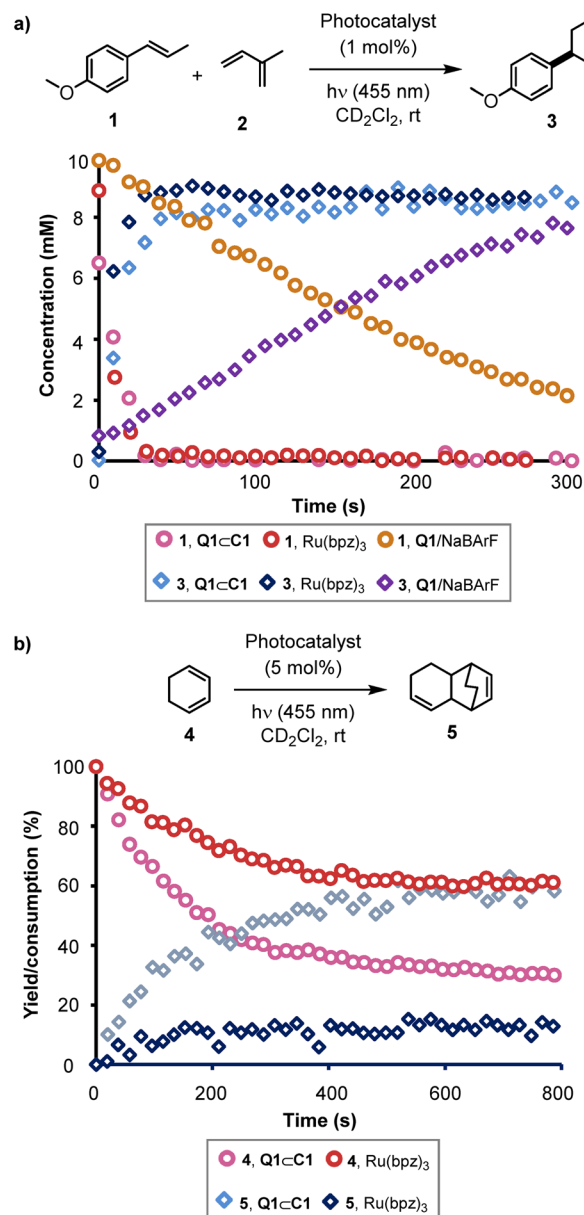 a)
Photocatalyst
(1 mol%)
O
+
hν (455 nm)
CD2Cl2, rt
O
1
2
3
Concentration (mM)
10
8
6
4
2
0
0
100
200
300
Time (s)
1, Q1⊂C1
1, Ru(bpz)3
1, Q1/NaBArF
3, Q1⊂C1
3, Ru(bpz)3
3, Q1/NaBArF
b)
Photocatalyst
(5 mol%)
hν (455 nm)
CD2Cl2, rt
4
5
Yield/consumption (%)
100
80
60
40
20
0
0
200
400
600
800
Time (s)
4, Q1⊂C1
4, Ru(bpz)3
5, Q1⊂C1
5, Ru(bpz)3